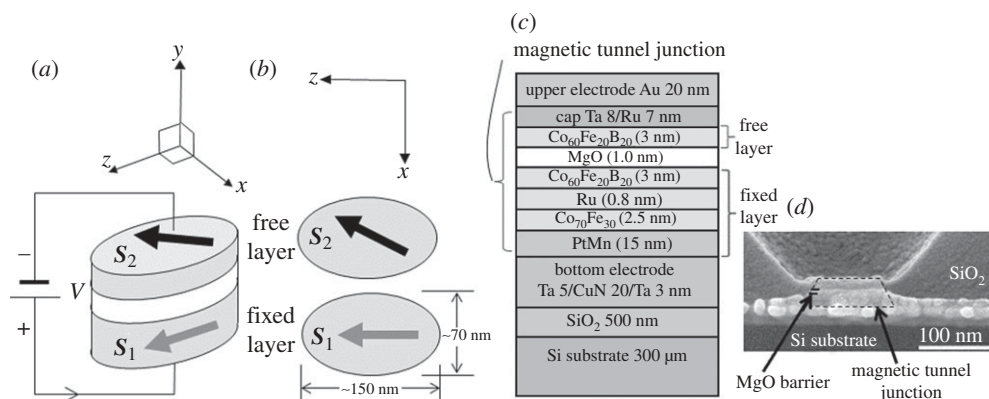 (a)
y
z
x
−
V
+
S2
S1
(b)
z
x
free
layer
S2
fixed
layer
S1
~70 nm
~150 nm
(c)
magnetic tunnel junction
upper electrode Au 20 nm
cap Ta 8/Ru 7 nm
Co60Fe20B20 (3 nm)
MgO (1.0 nm)
Co60Fe20B20 (3 nm)
Ru (0.8 nm)
Co70Fe30 (2.5 nm)
PtMn (15 nm)
bottom electrode
Ta 5/CuN 20/Ta 3 nm
SiO2 500 nm
Si substrate 300 µm
free
layer
fixed
layer
(d)
SiO2
Si substrate
100 nm
MgO barrier
magnetic tunnel
junction